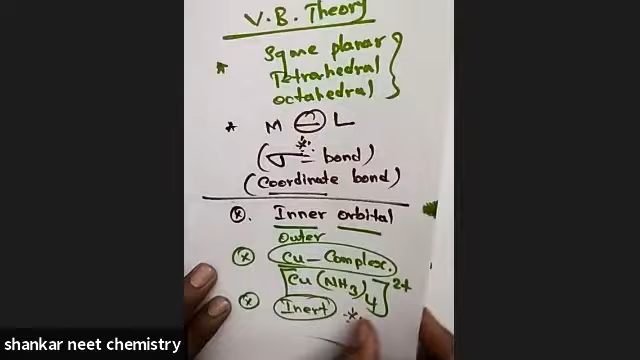 V.B. Theory
* Sqare planar
Tetrahedral
octahedral
* M L
(σ bond)
(coordinate bond)
Inner orbital
outer
Cu-Complex.
[Cu(NH3)4]2+
Inert
shankar neet chemistry